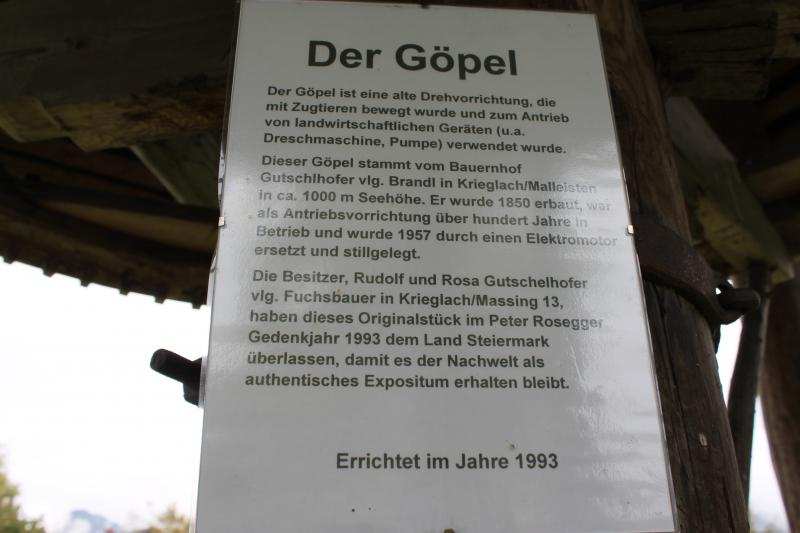 Der Göpel
Der Göpel ist eine alte Drehvorrichtung, die
mit Zugtieren bewegt wurde und zum Antrieb
von landwirtschaftlichen Geräten (u.a.
Dreschmaschine, Pumpe) verwendet wurde.
Dieser Göpel stammt vom Bauernhof
Gutschlhofer vlg. Brandl in Krieglach/Malleisten
in ca. 1000 m Seehöhe. Er wurde 1850 erbaut, war
als Antriebsvorrichtung über hundert Jahre in
Betrieb und wurde 1957 durch einen Elektromotor
ersetzt und stillgelegt.
Die Besitzer, Rudolf und Rosa Gutschelhofer
vlg. Fuchsbauer in Krieglach/Massing 13,
haben dieses Originalstück im Peter Rosegger
Gedenkjahr 1993 dem Land Steiermark
überlassen, damit es der Nachwelt als
authentisches Expositum erhalten bleibt.
Errichtet im Jahre 1993